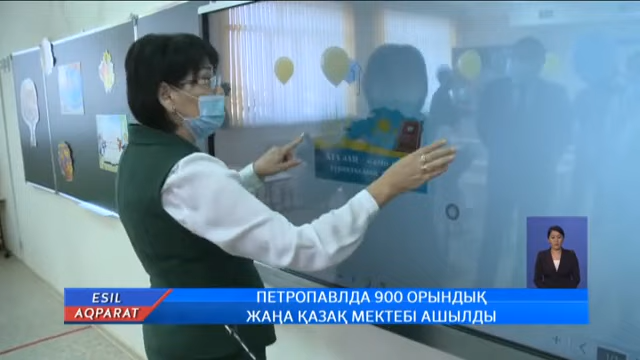 ESIL
AQPARAT
ПЕТРОПАВЛДА 900 ОРЫНДЫҚ
ЖАҢА ҚАЗАҚ МЕКТЕБІ АШЫЛДЫ